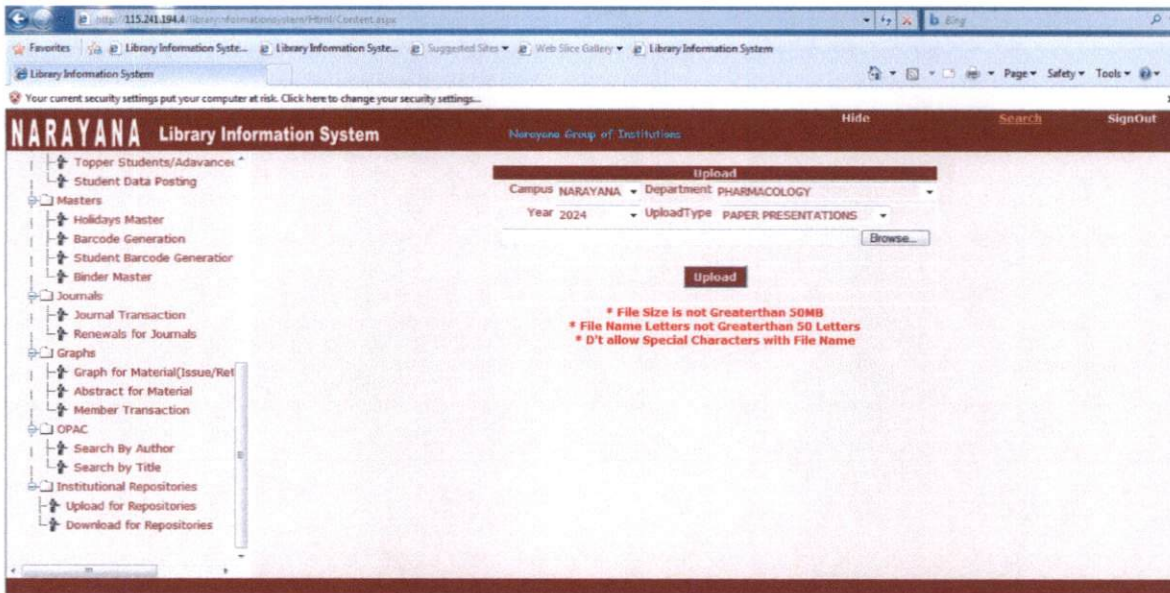 http://115.241.194.4/libraryinformationsystem/Html/Content.aspx
Bing
Favorites Library Information Syste... Library Information Syste... Suggested Sites Web Slice Gallery Library Information System
Library Information System
Page Safety Tools
Your current security settings put your computer at risk. Click here to change your security settings...
NARAYANA Library Information System Narayana Group of Institutions Hide Search SignOut
Topper Students/Adavancer
Student Data Posting
Masters
Holidays Master
Barcode Generation
Student Barcode Generation
Binder Master
Journals
Journal Transaction
Renewals for Journals
Graphs
Graph for Material(Issue/Ret
Abstract for Material
Member Transaction
OPAC
Search By Author
Search by Title
Institutional Repositories
Upload for Repositories
Download for Repositories
Upload
Campus NARAYANA Department PHARMACOLOGY
Year 2024 UploadType PAPER PRESENTATIONS
Browse...
Upload
* File Size is not Greaterthan 50MB
* File Name Letters not Greaterthan 50 Letters
* D't allow Special Characters with File Name